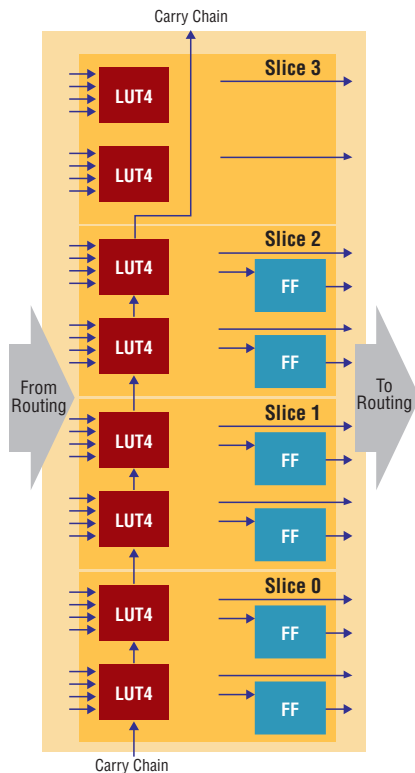 Carry Chain
Slice 3
LUT4
LUT4
Slice 2
LUT4
FF
LUT4
FF
From
Routing
To
Routing
Slice 1
LUT4
FF
LUT4
FF
Slice 0
LUT4
FF
LUT4
FF
Carry Chain